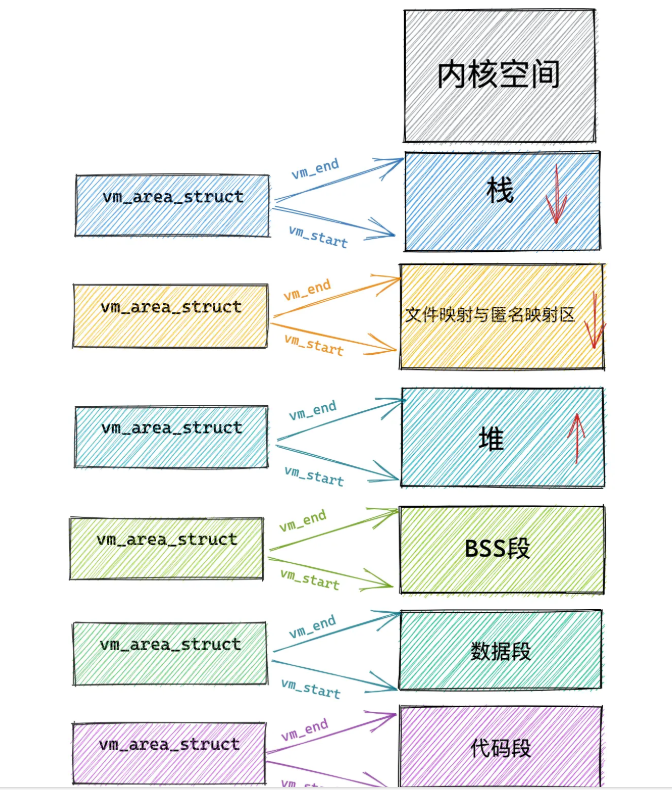 内核空间
vm_end
vm_area_struct
栈
vm_start
vm_end
vm_area_struct
文件映射与匿名映射区
vm_start
vm_end
vm_area_struct
堆
vm_start
vm_end
vm_area_struct
BSS段
vm_start
vm_end
vm_area_struct
数据段
vm_start
vm_end
vm_area_struct
代码段